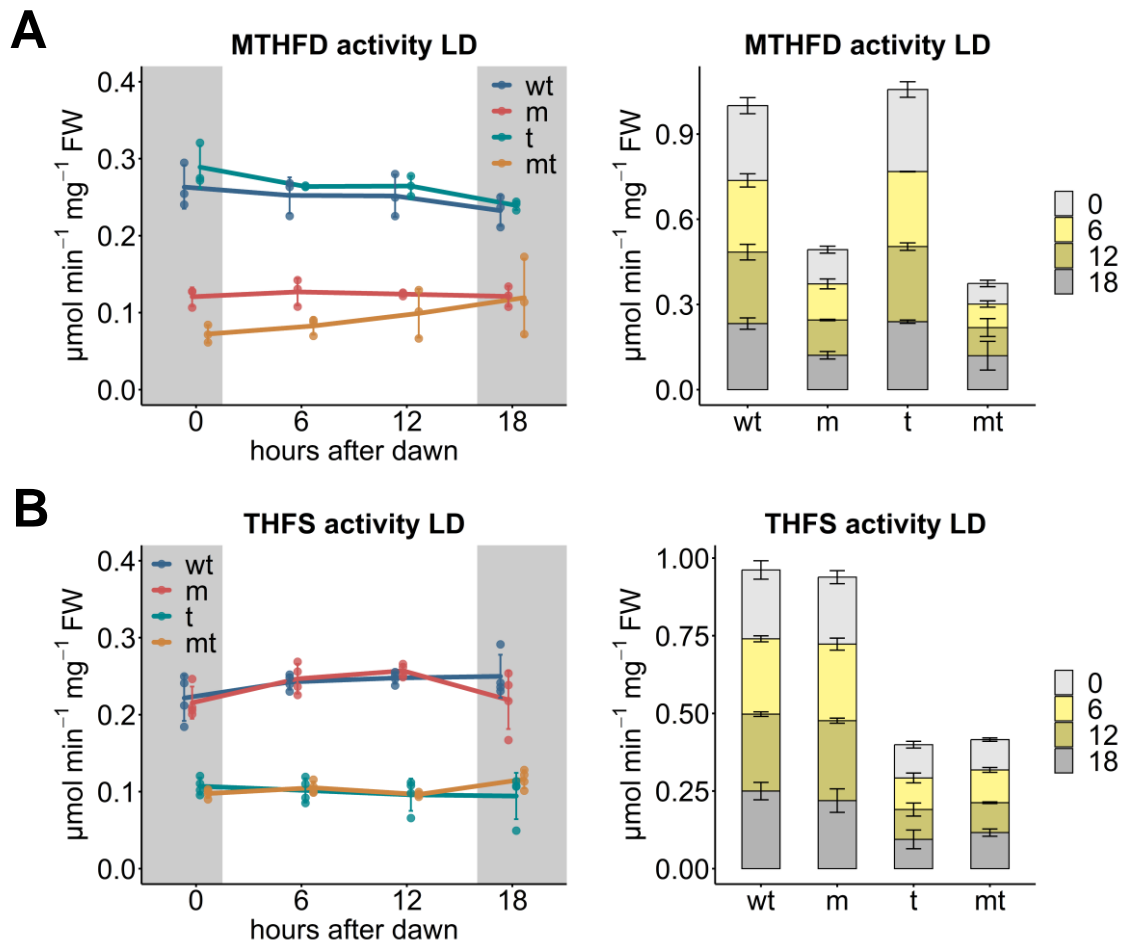 A
MTHFD activity LD
µmol min⁻¹ mg⁻¹ FW
0.4
0.3
0.2
0.1
0.0
wt
m
t
mt
0 6 12 18
hours after dawn
MTHFD activity LD
µmol min⁻¹ mg⁻¹ FW
0.9
0.6
0.3
0.0
wt m t mt
0
6
12
18
B
THFS activity LD
µmol min⁻¹ mg⁻¹ FW
0.4
0.3
0.2
0.1
0.0
wt
m
t
mt
0 6 12 18
hours after dawn
THFS activity LD
µmol min⁻¹ mg⁻¹ FW
1.00
0.75
0.50
0.25
0.00
wt m t mt
0
6
12
18